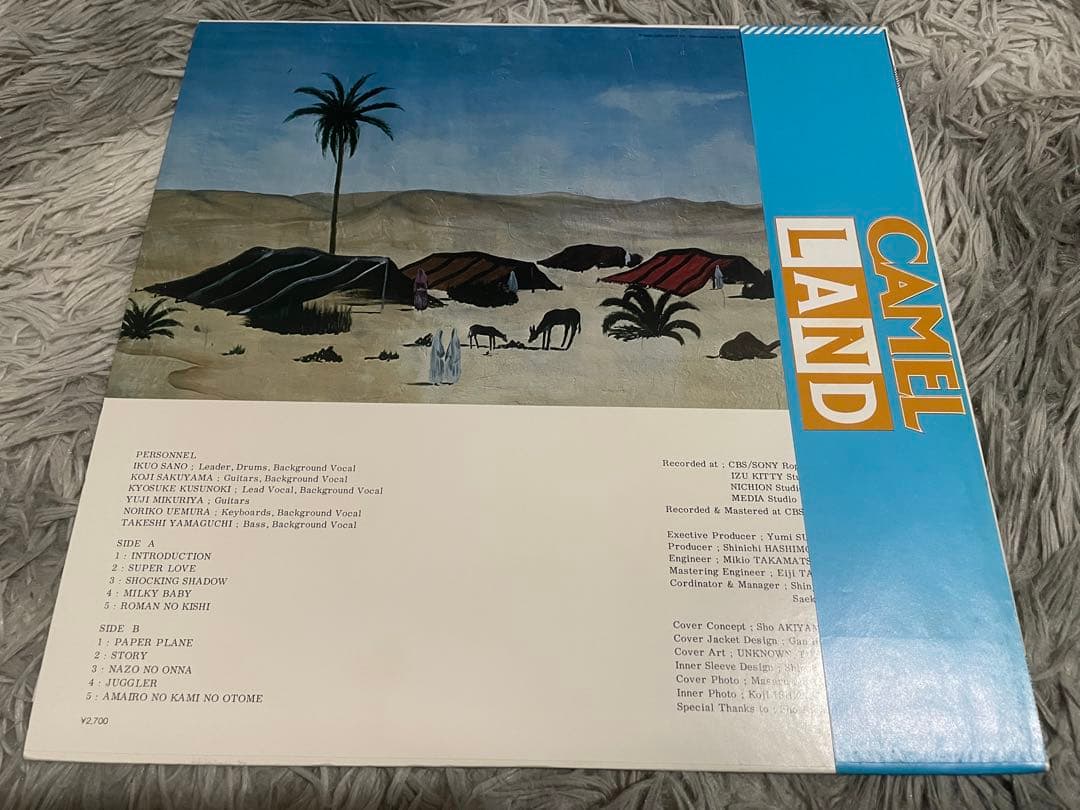 CAMEL
LAND
PERSONNEL
IKUO SANO ; Leader, Drums, Background Vocal
KOJI SAKUYAMA ; Guitars, Background Vocal
KYOSUKE KUSUNOKI ; Lead Vocal, Background Vocal
YUJI MIKURIYA ; Guitars
NORIKO UEMURA ; Keyboards, Background Vocal
TAKESHI YAMAGUCHI ; Bass, Background Vocal
SIDE A
1 : INTRODUCTION
2 : SUPER LOVE
3 : SHOCKING SHADOW
4 : MILKY BABY
5 : ROMAN NO KISHI
SIDE B
1 : PAPER PLANE
2 : STORY
3 : NAZO NO ONNA
4 : JUGGLER
5 : AMAIRO NO KAMI NO OTOME
¥2,700
Recorded at ; CBS/SONY
IZU KITTY
NICHION
MEDIA Studio
Recorded & Mastered at CBS
Exective Producer ; Yumi
Producer ; Shinichi
Engineer ; Mikio
Mastering Engineer ; Eiji
Cordinator & Manager ;
Cover Concept ; Sho
Cover Jacket Design ;
Cover Art ; UNKNOWN
Inner Sleeve Design ;
Cover Photo ;
Inner Photo ; Koji
Special Thanks to ; Sho